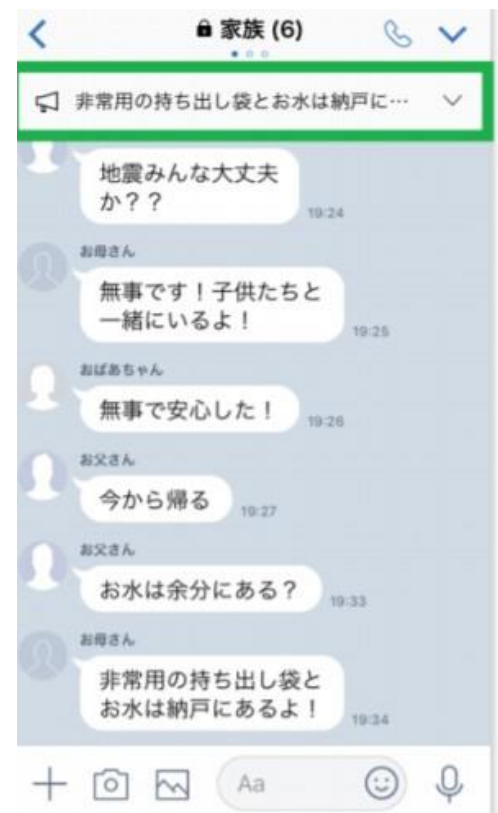 家族 (6)
非常用の持ち出し袋とお水は納戸に…
地震みんな大丈夫
か??
19:24
お母さん
無事です!子供たちと
一緒にいるよ!
19:25
おばあちゃん
無事で安心した!
19:26
お父さん
今から帰る
19:27
お父さん
お水は余分にある?
19:33
お母さん
非常用の持ち出し袋と
お水は納戸にあるよ!
19:34
Aa